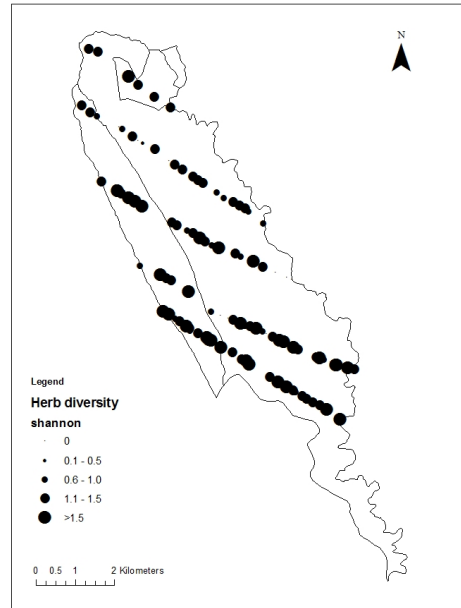 N
Legend
Herb diversity
shannon
0
0.1 - 0.5
0.6 - 1.0
1.1 - 1.5
>1.5
0 0.5 1 2 Kilometers